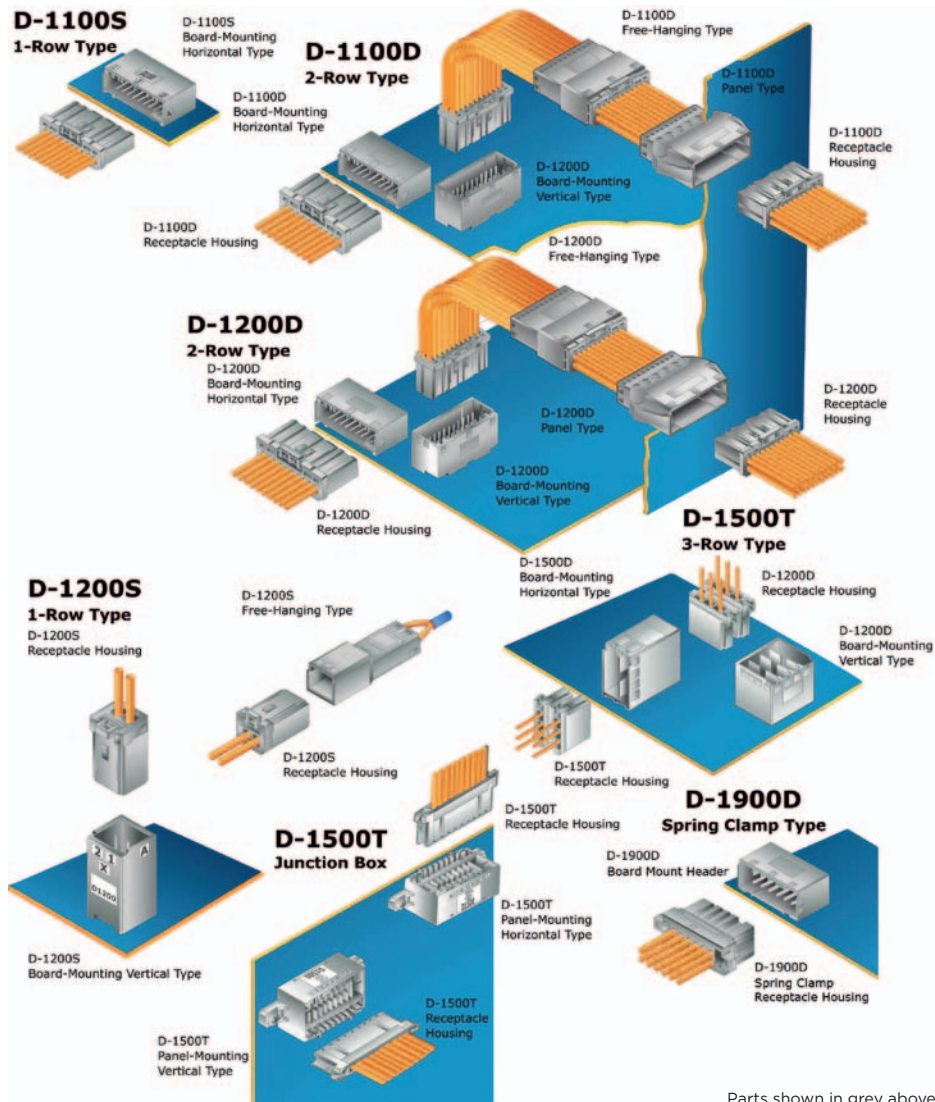 D-1100S
1-Row Type
D-1100S
Board-Mounting
Horizontal Type
D-1100D
Board-Mounting
Horizontal Type
D-1100D
2-Row Type
D-1100D
Free-Hanging Type
D-1100D
Panel Type
D-1100D
Receptacle
Housing
D-1200D
Board-Mounting
Vertical Type
D-1100D
Receptacle Housing
D-1200D
Free-Hanging Type
D-1200D
2-Row Type
D-1200D
Board-Mounting
Horizontal Type
D-1200D
Panel Type
D-1200D
Receptacle
Housing
D-1200D
Board-Mounting
Vertical Type
D-1200D
Receptacle Housing
D-1500T
3-Row Type
D-1500D
Board-Mounting
Horizontal Type
D-1200D
Receptacle Housing
D-1200D
Board-Mounting
Vertical Type
D-1500T
Receptacle Housing
D-1200S
1-Row Type
D-1200S
Receptacle Housing
D-1200S
Free-Hanging Type
D-1200S
Receptacle Housing
2 1 A
X
D1200
D-1200S
Board-Mounting Vertical Type
D-1500T
Junction Box
D-1500T
Receptacle Housing
D-1500T
Panel-Mounting
Horizontal Type
D-1500T
Receptacle
Housing
D-1500T
Panel-Mounting
Vertical Type
D-1900D
Spring Clamp Type
D-1900D
Board Mount Header
D-1900D
Spring Clamp
Receptacle Housing
Parts shown in grey above